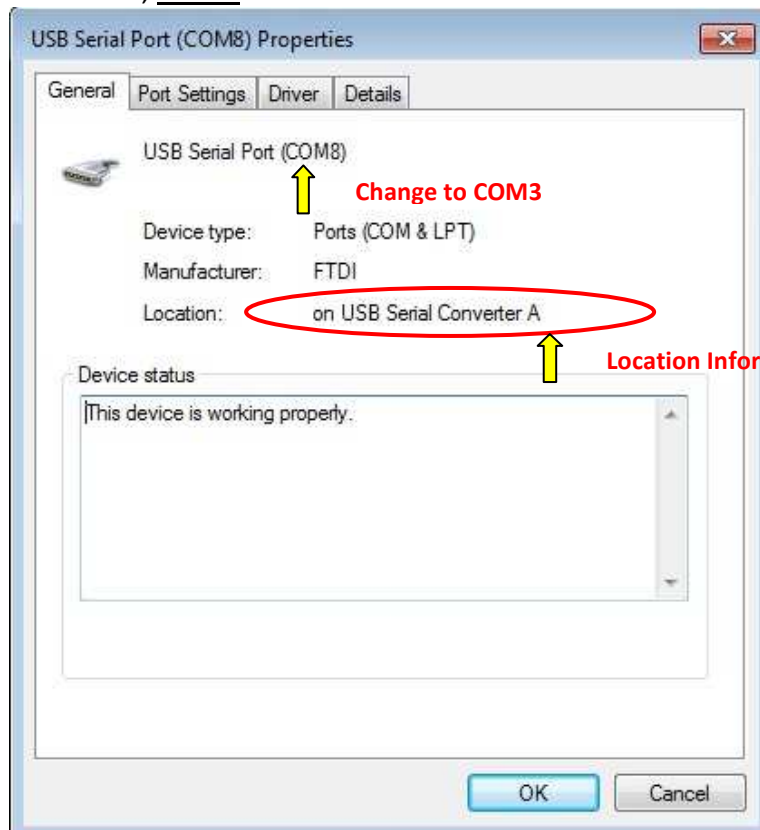 USB Serial Port (COM8) Properties
General Port Settings Driver Details
USB Serial Port (COM8)
Change to COM3
Device type: Ports (COM & LPT)
Manufacturer: FTDI
Location: on USB Serial Converter A
Location Infor
Device status
This device is working properly.
OK Cancel